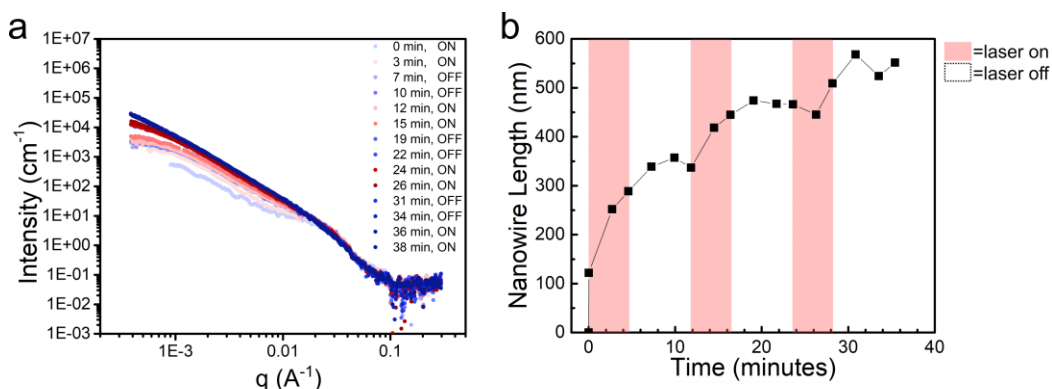 a
1E+07
1E+06
1E+05
1E+04
1E+03
1E+02
1E+01
1E+00
1E-01
1E-02
1E-03
Intensity (cm-1)
1E-3
0.01
0.1
q (A-1)
0 min, ON
3 min, ON
7 min, OFF
10 min, OFF
12 min, ON
15 min, ON
19 min, OFF
22 min, OFF
24 min, ON
26 min, ON
31 min, OFF
34 min, OFF
36 min, ON
38 min, ON
b
600
500
400
300
200
100
0
Nanowire Length (nm)
0
10
20
30
40
Time (minutes)
=laser on
=laser off